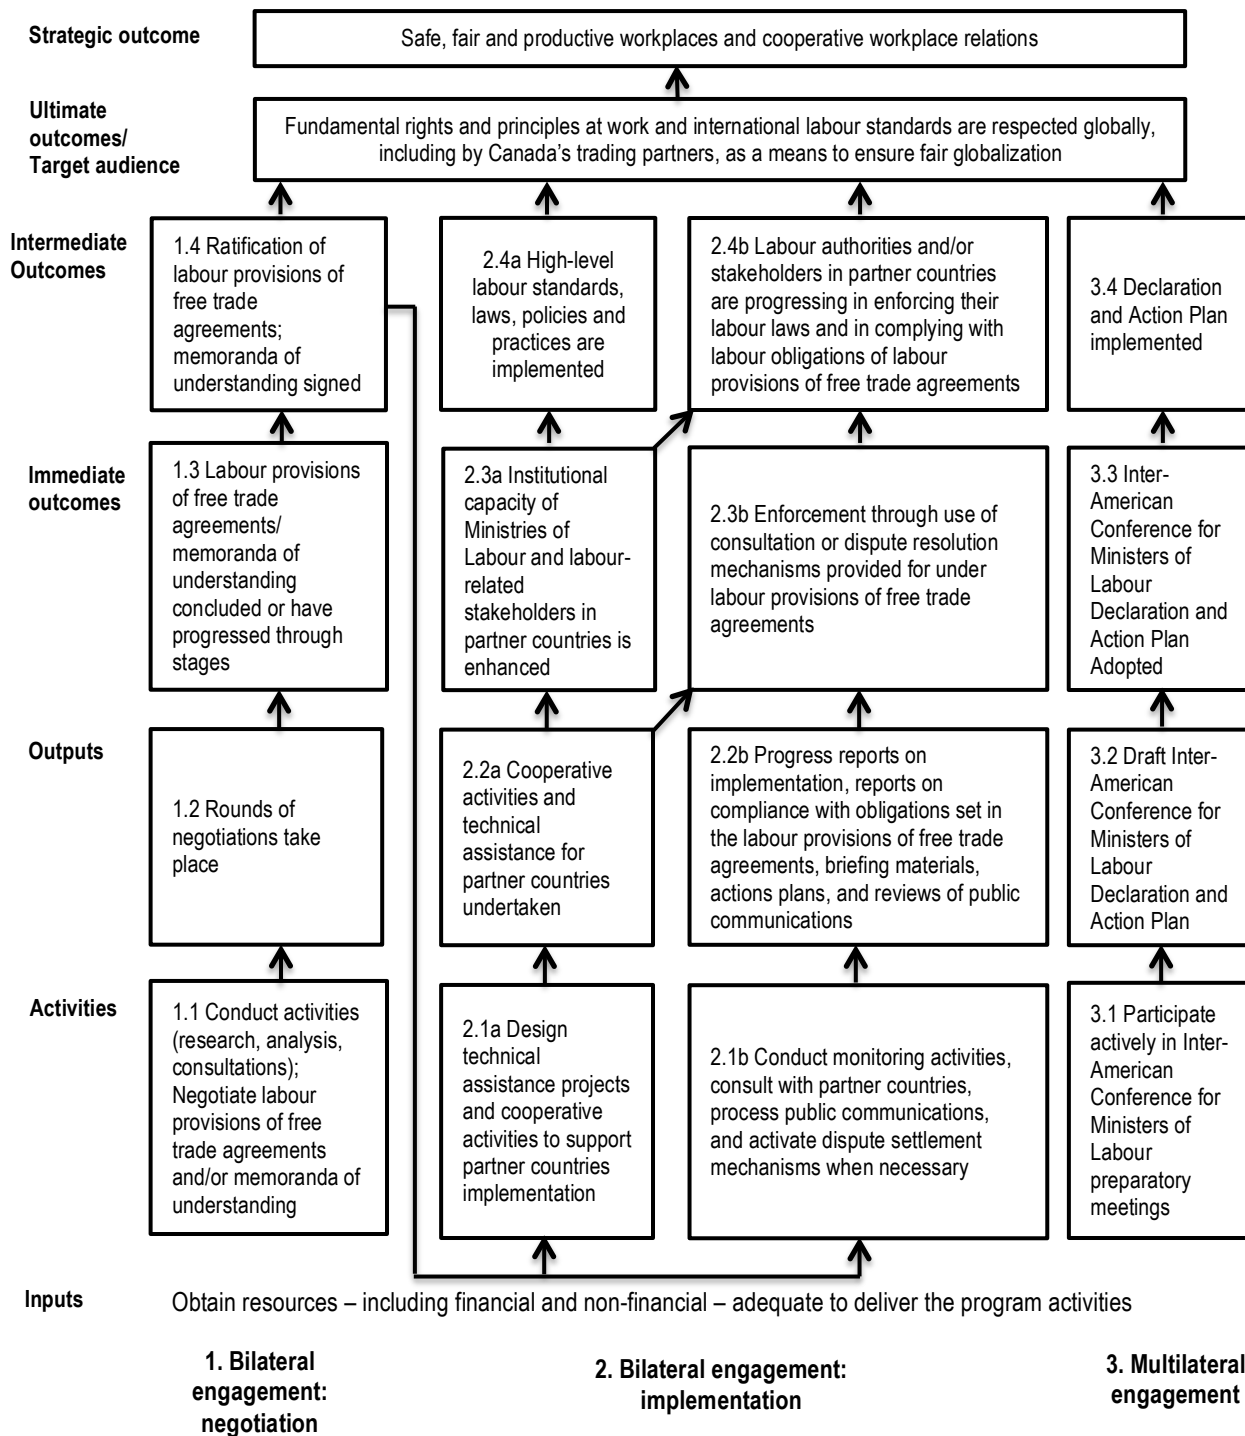 Strategic outcome
Safe, fair and productive workplaces and cooperative workplace relations
Ultimate
outcomes/
Target audience
Fundamental rights and principles at work and international labour standards are respected globally,
including by Canada's trading partners, as a means to ensure fair globalization
Intermediate
Outcomes
1.4 Ratification of
labour provisions of
free trade
agreements;
memoranda of
understanding signed
2.4a High-level
labour standards,
laws, policies and
practices are
implemented
2.4b Labour authorities and/or
stakeholders in partner countries
are progressing in enforcing their
labour laws and in complying with
labour obligations of labour
provisions of free trade agreements
3.4 Declaration
and Action Plan
implemented
Immediate
outcomes
1.3 Labour provisions
of free trade
agreements/
memoranda of
understanding
concluded or have
progressed through
stages
2.3a Institutional
capacity of
Ministries of
Labour and labour-
related
stakeholders in
partner countries is
enhanced
2.3b Enforcement through use of
consultation or dispute resolution
mechanisms provided for under
labour provisions of free trade
agreements
3.3 Inter-
American
Conference for
Ministers of
Labour
Declaration and
Action Plan
Adopted
Outputs
1.2 Rounds of
negotiations take
place
2.2a Cooperative
activities and
technical
assistance for
partner countries
undertaken
2.2b Progress reports on
implementation, reports on
compliance with obligations set in
the labour provisions of free trade
agreements, briefing materials,
actions plans, and reviews of public
communications
3.2 Draft Inter-
American
Conference for
Ministers of
Labour
Declaration and
Action Plan
Activities
1.1 Conduct activities
(research, analysis,
consultations);
Negotiate labour
provisions of free
trade agreements
and/or memoranda of
understanding
2.1a Design
technical
assistance projects
and cooperative
activities to support
partner countries
implementation
2.1b Conduct monitoring activities,
consult with partner countries,
process public communications,
and activate dispute settlement
mechanisms when necessary
3.1 Participate
actively in Inter-
American
Conference for
Ministers of
Labour
preparatory
meetings
Inputs
Obtain resources – including financial and non-financial – adequate to deliver the program activities
1. Bilateral
engagement:
negotiation
2. Bilateral engagement:
implementation
3. Multilateral
engagement